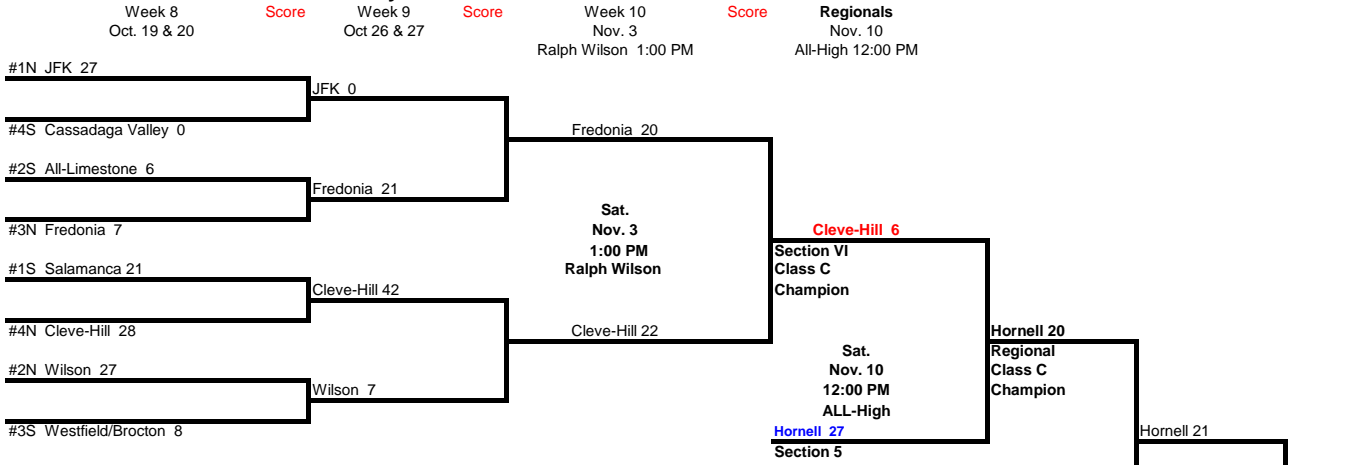 Week 8 Score Week 9 Score Week 10 Score Regionals
Oct. 19 & 20 Oct 26 & 27 Nov. 3 Nov. 10
Ralph Wilson 1:00 PM All-High 12:00 PM
#1N JFK 27
JFK 0
#4S Cassadaga Valley 0 Fredonia 20
#2S All-Limestone 6
Fredonia 21
Sat.
#3N Fredonia 7 Nov. 3 Cleve-Hill 6
1:00 PM Section VI
#1S Salamanca 21 Ralph Wilson Class C
Cleve-Hill 42 Champion
#4N Cleve-Hill 28 Cleve-Hill 22 Hornell 20
Sat. Regional
#2N Wilson 27 Nov. 10 Class C
Wilson 7 12:00 PM Champion
ALL-High
#3S Westfield/Brocton 8 Hornell 27 Hornell 21
Section 5